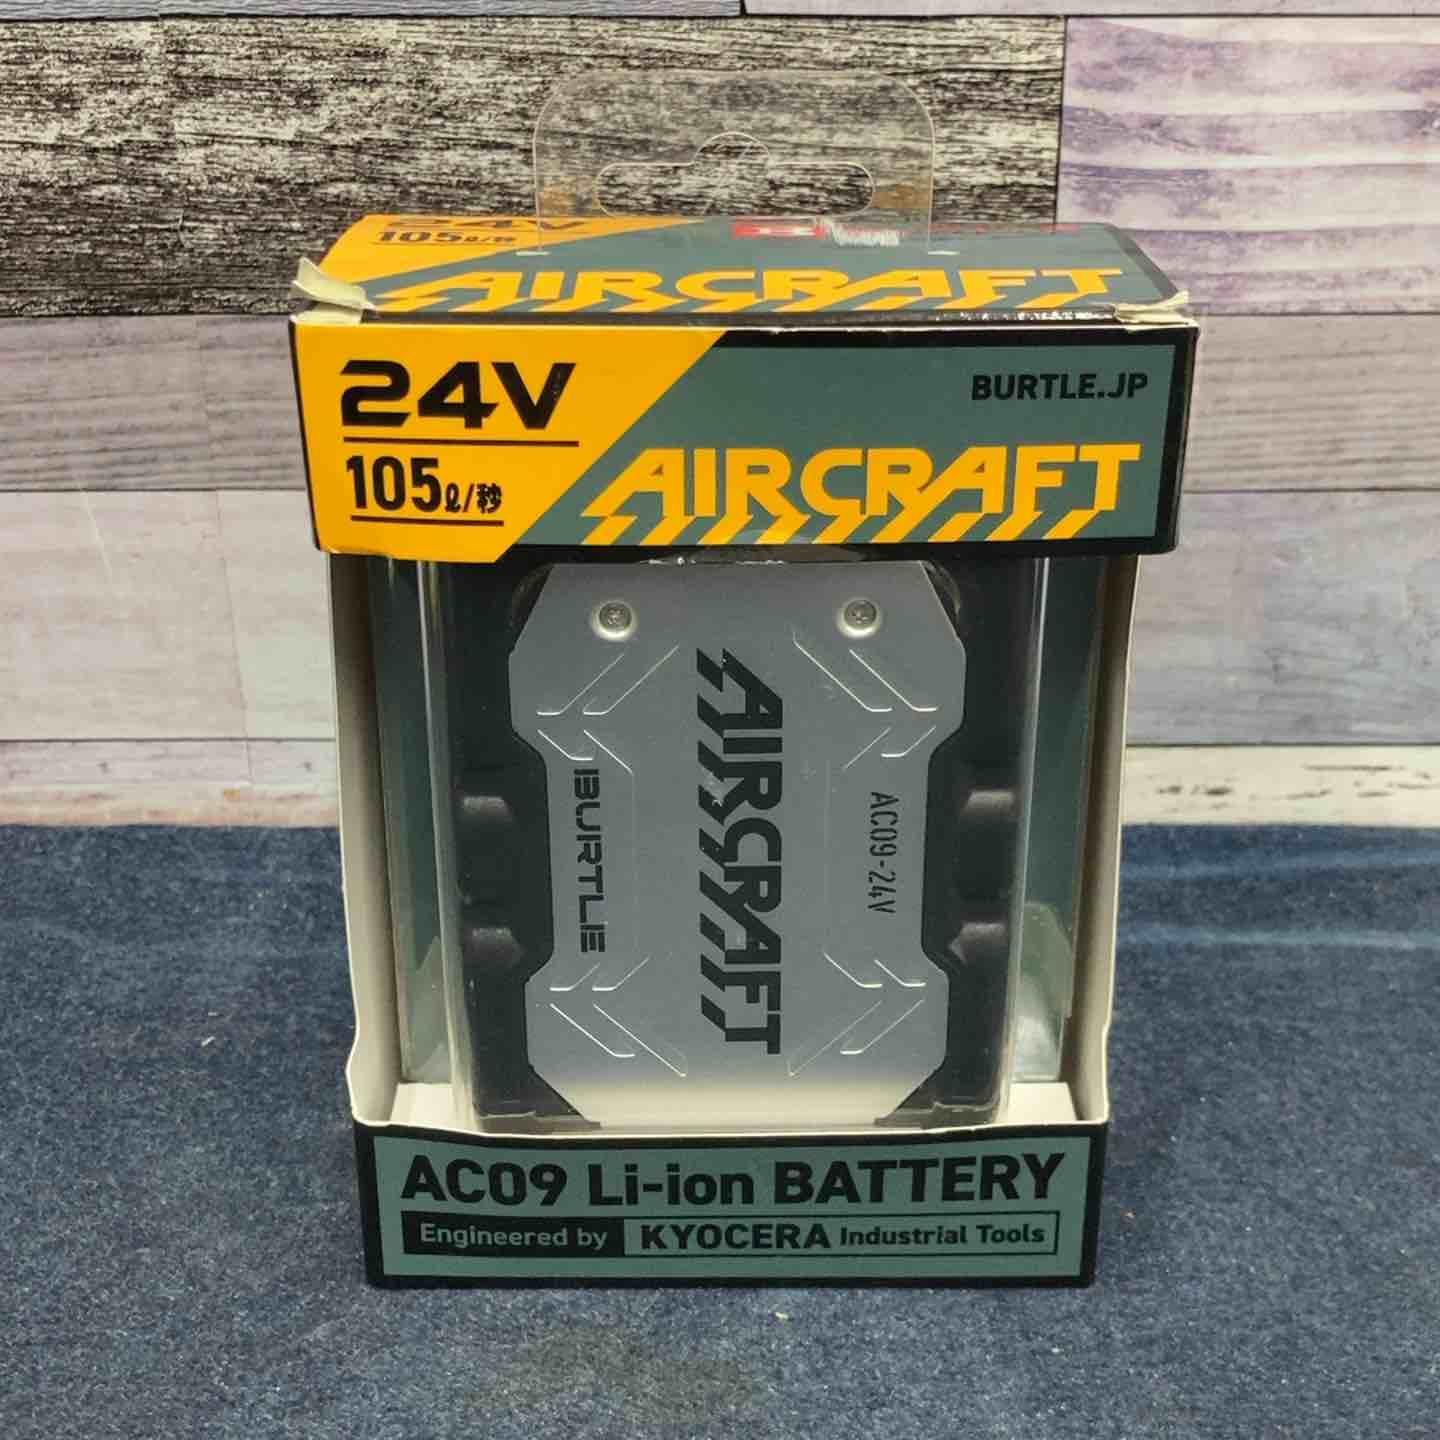 24V
105ℓ/秒
AIRCRAFT
24V
105ℓ/秒
BURTLE.JP
AIRCRAFT
AIRCRAFT
BURTLE
AC09-24V
AC09 Li-ion BATTERY
Engineered by KYOCERA Industrial Tools